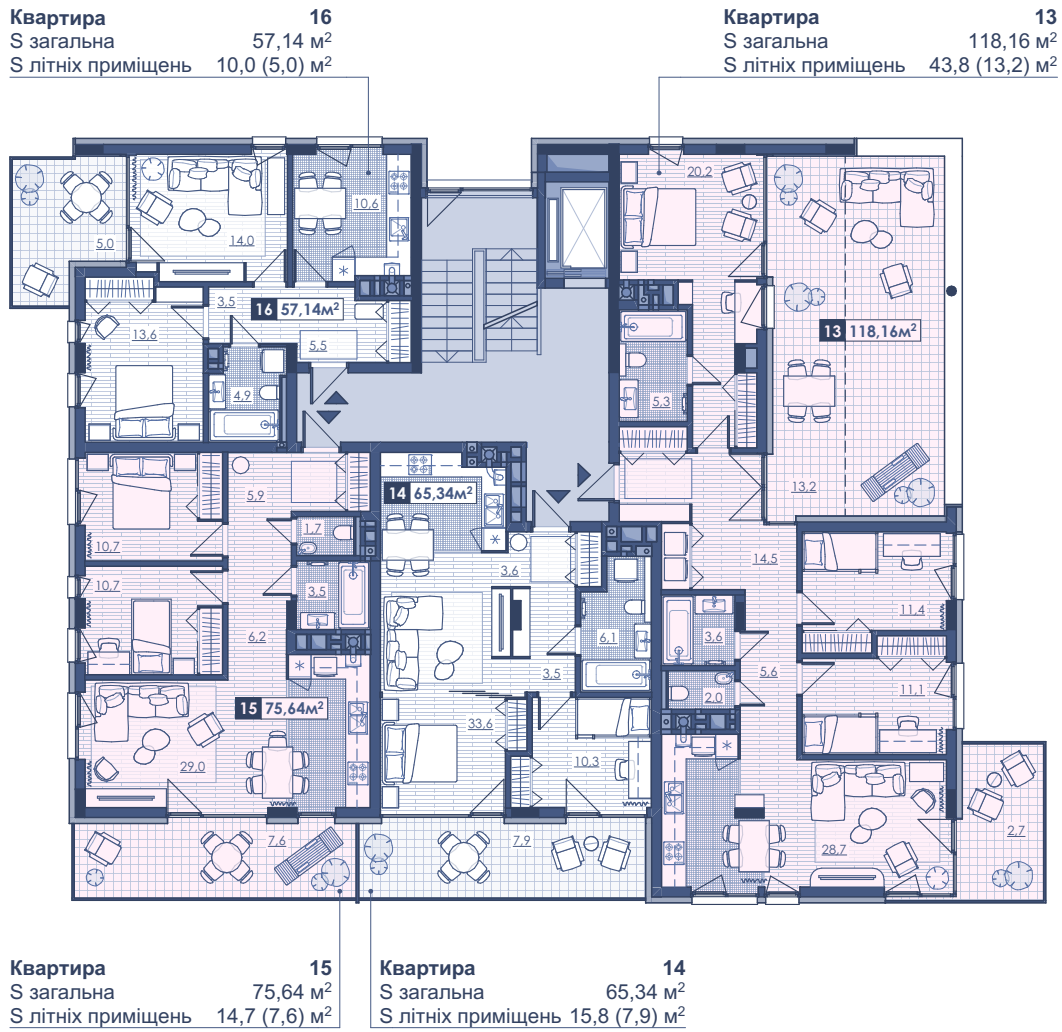 Квартира 16
S загальна 57,14 м²
S літніх приміщень 10,0 (5,0) м²
Квартира 13
S загальна 118,16 м²
S літніх приміщень 43,8 (13,2) м²
5,0
14,0
10,6
20,2
3,5
16 57,14м²
13,6
5,5
4,9
5,3
13 118,16м²
13,2
5,9
14 65,34м²
1,7
10,7
3,6
14,5
10,7
3,5
6,2
6,1
3,6
11,4
3,5
5,6
11,1
2,0
15 75,64м²
33,6
29,0
10,3
28,7
2,7
7,6
7,9
Квартира 15
S загальна 75,64 м²
S літніх приміщень 14,7 (7,6) м²
Квартира 14
S загальна 65,34 м²
S літніх приміщень 15,8 (7,9) м²